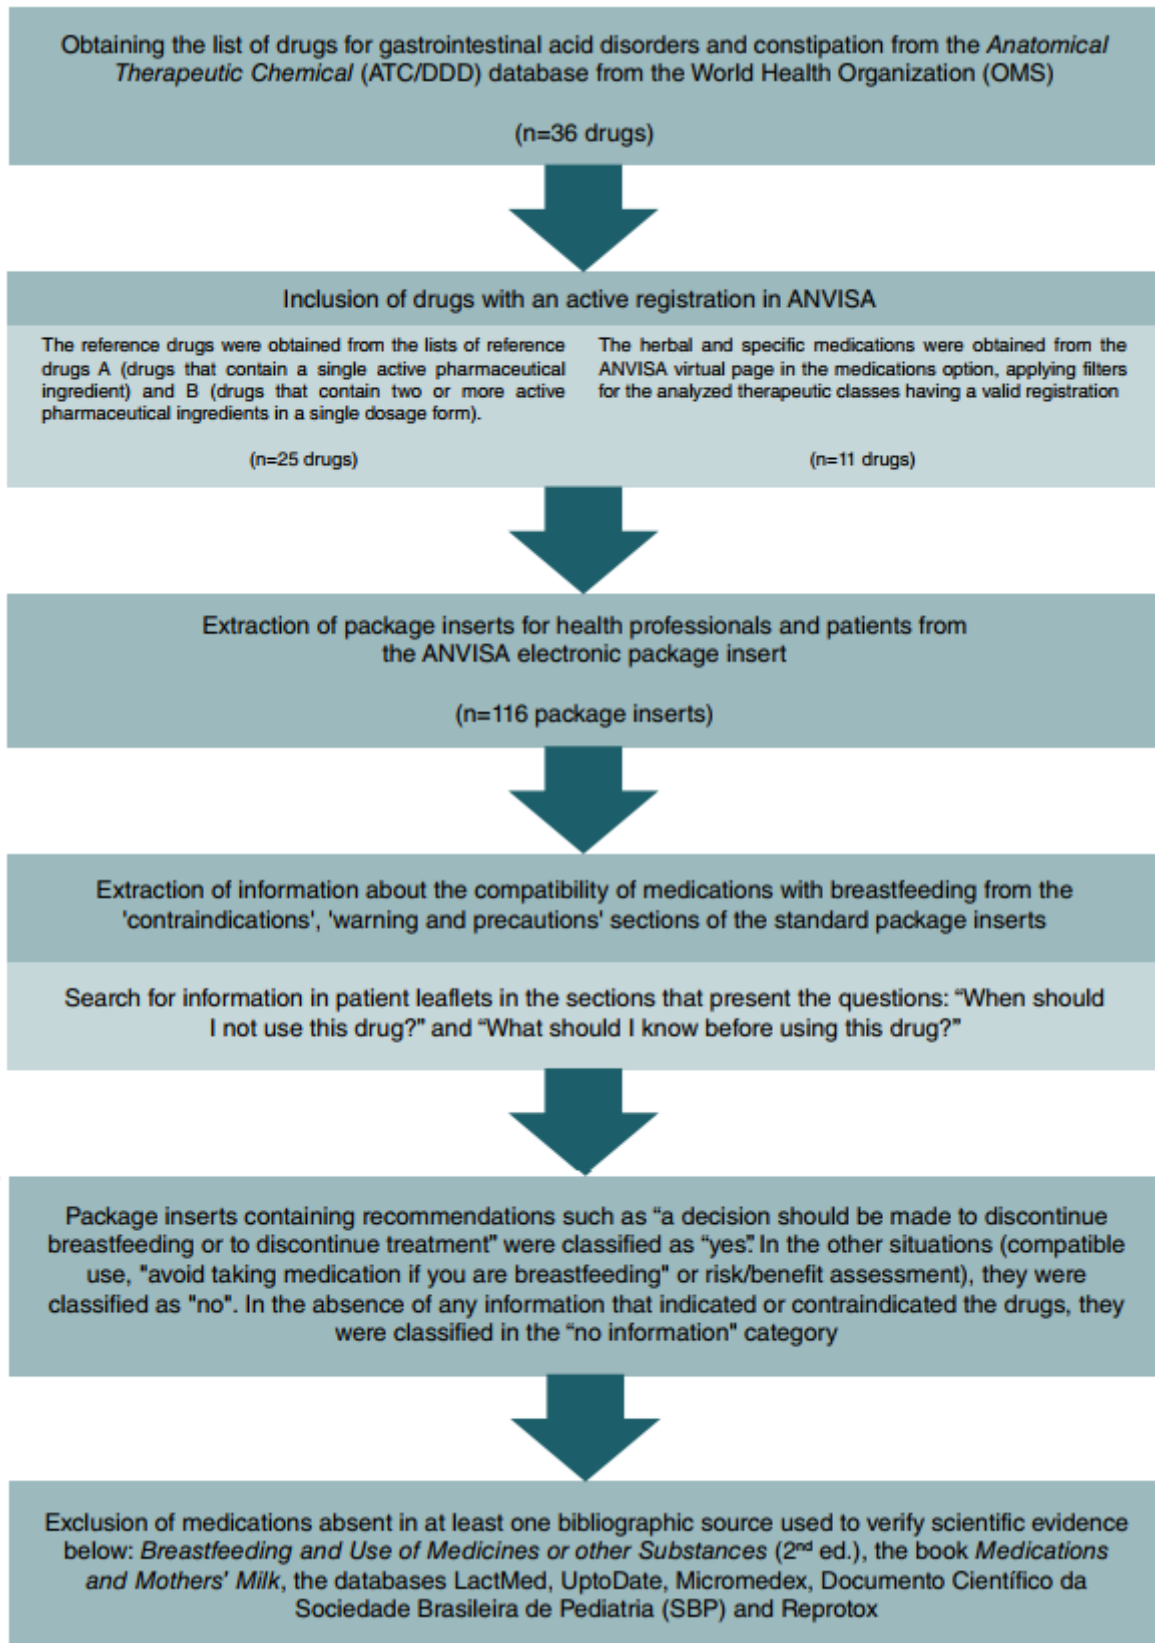 Obtaining the list of drugs for gastrointestinal acid disorders and constipation from the Anatomical
Therapeutic Chemical (ATC/DDD) database from the World Health Organization (OMS)
(n=36 drugs)
Inclusion of drugs with an active registration in ANVISA
The reference drugs were obtained from the lists of reference
drugs A (drugs that contain a single active pharmaceutical
ingredient) and B (drugs that contain two or more active
pharmaceutical ingredients in a single dosage form).
(n=25 drugs)
The herbal and specific medications were obtained from the
ANVISA virtual page in the medications option, applying filters
for the analyzed therapeutic classes having a valid registration
(n=11 drugs)
Extraction of package inserts for health professionals and patients from
the ANVISA electronic package insert
(n=116 package inserts)
Extraction of information about the compatibility of medications with breastfeeding from the
'contraindications', 'warning and precautions' sections of the standard package inserts
Search for information in patient leaflets in the sections that present the questions: “When should
I not use this drug?” and “What should I know before using this drug?”
Package inserts containing recommendations such as “a decision should be made to discontinue
breastfeeding or to discontinue treatment” were classified as “yes”. In the other situations (compatible
use, "avoid taking medication if you are breastfeeding" or risk/benefit assessment), they were
classified as "no". In the absence of any information that indicated or contraindicated the drugs, they
were classified in the “no information" category
Exclusion of medications absent in at least one bibliographic source used to verify scientific evidence
below: Breastfeeding and Use of Medicines or other Substances (2nd ed.), the book Medications
and Mothers’ Milk, the databases LactMed, UptoDate, Micromedex, Documento Científico da
Sociedade Brasileira de Pediatria (SBP) and Reprotox